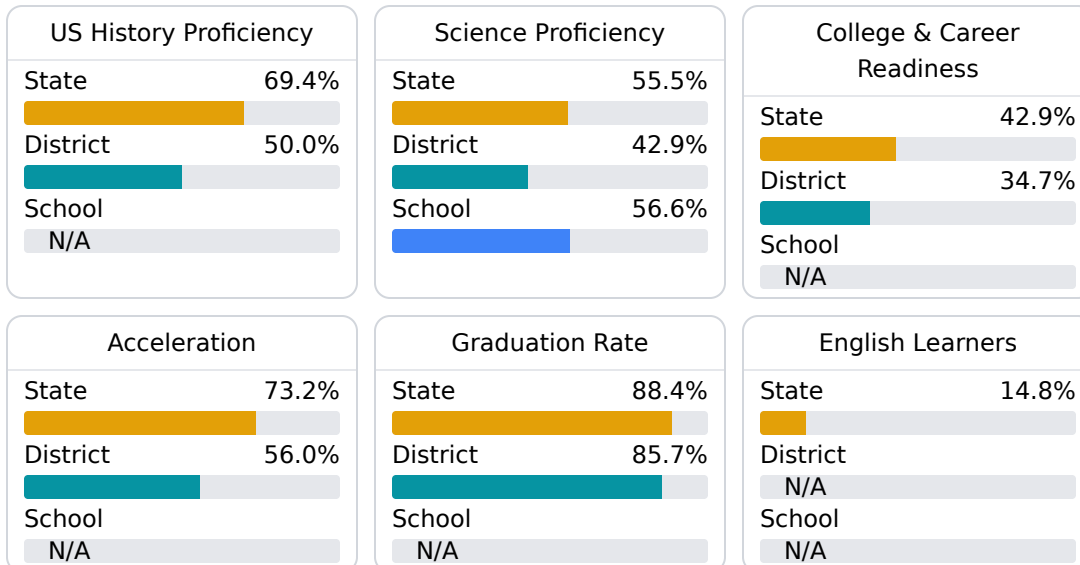 US History Proficiency
State 69.4%
District 50.0%
School
N/A
Science Proficiency
State 55.5%
District 42.9%
School 56.6%
College & Career
Readiness
State 42.9%
District 34.7%
School
N/A
Acceleration
State 73.2%
District 56.0%
School
N/A
Graduation Rate
State 88.4%
District 85.7%
School
N/A
English Learners
State 14.8%
District
N/A
School
N/A